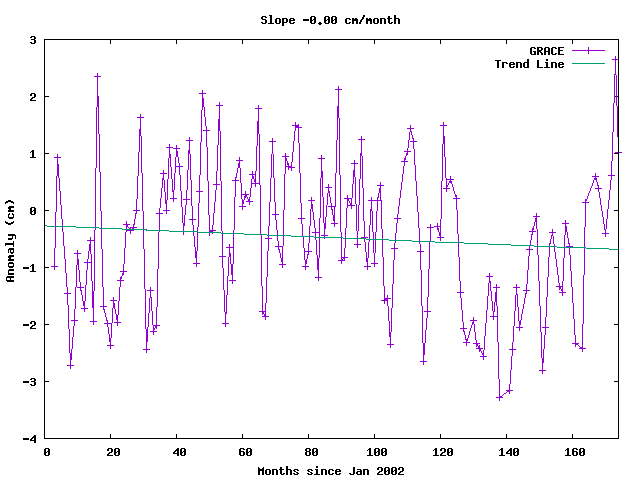 Slope -0.00 cm/month
GRACE
Trend Line
3
2
1
0
-1
-2
-3
-4
Anomaly (cm)
0 20 40 60 80 100 120 140 160
Months since Jan 2002